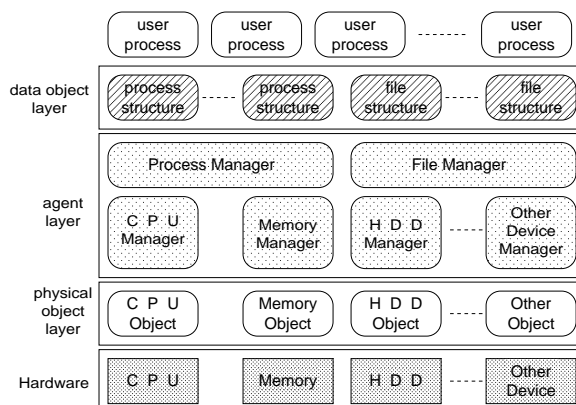 user process
user process
user process
user process
data object layer
process structure
process structure
file structure
file structure
agent layer
Process Manager
File Manager
C P U Manager
Memory Manager
H D D Manager
Other Device Manager
physical object layer
C P U Object
Memory Object
H D D Object
Other Object
Hardware
C P U
Memory
H D D
Other Device